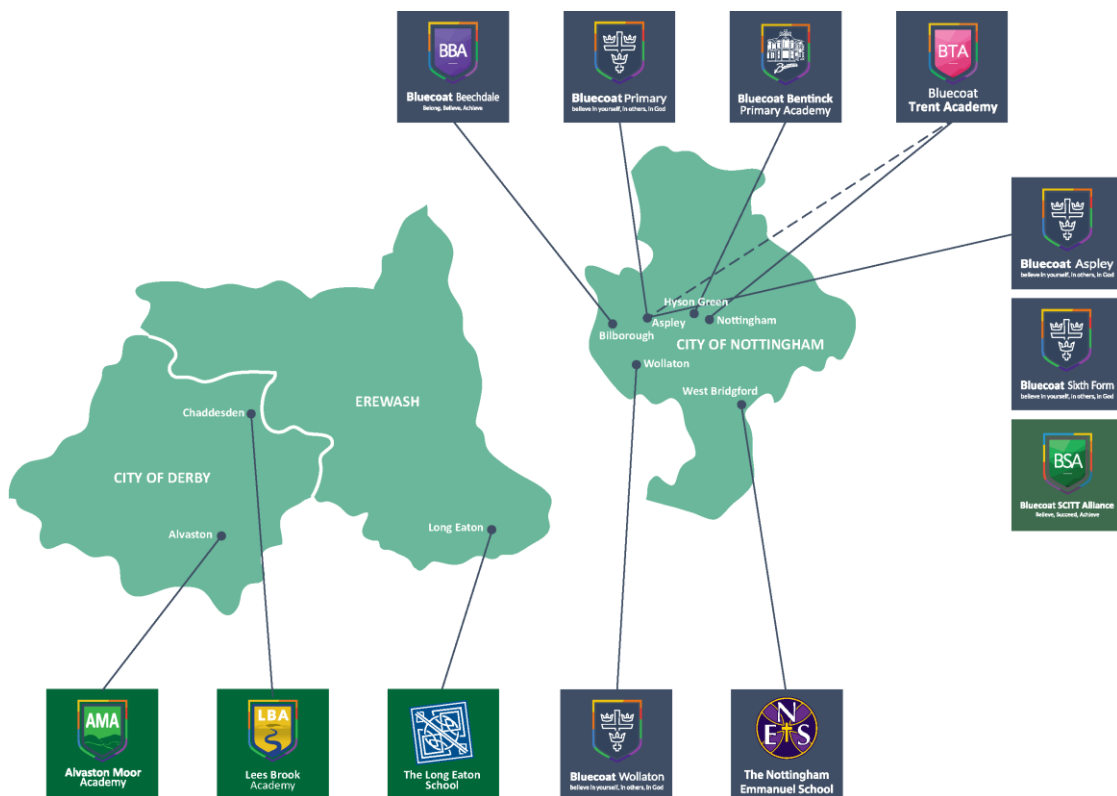 BBA
Bluecoat Beechdale
Belong, Believe, Achieve
Bluecoat Primary
believe in yourself, in others, in God
Bluecoat Bentinck
Primary Academy
BTA
Bluecoat
Trent Academy
Bluecoat Aspley
believe in yourself, in others, in God
Bluecoat Sixth Form
believe in yourself, in others, in God
BSA
Bluecoat SCITT Alliance
Believe, Succeed, Achieve
Hyson Green
Aspley
Nottingham
Bilborough
CITY OF NOTTINGHAM
Wollaton
West Bridgford
EREWASH
Chaddesden
CITY OF DERBY
Alvaston
Long Eaton
AMA
Alvaston Moor
Academy
LBA
Lees Brook
Academy
The Long Eaton
School
Bluecoat Wollaton
believe in yourself, in others, in God
N
E S
The Nottingham
Emmanuel School